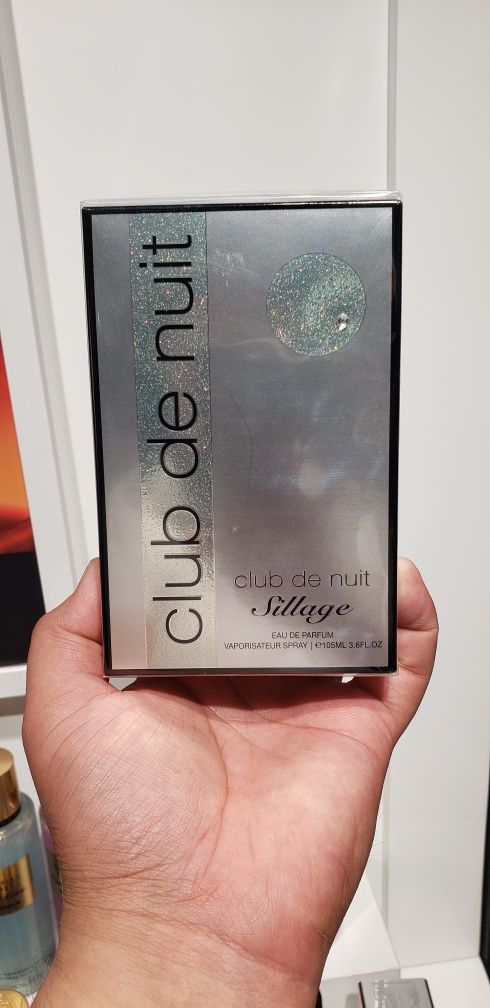 club de nuit
club de nuit
Sillage
EAU DE PARFUM
VAPORISATEUR SPRAY | ℮105ML 3.6FL.OZ